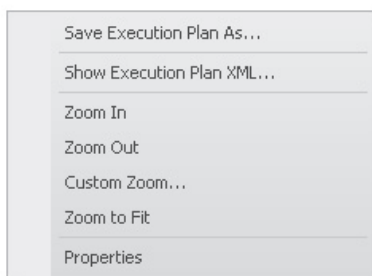 Save Execution Plan As...
Show Execution Plan XML...
Zoom In
Zoom Out
Custom Zoom...
Zoom to Fit
Properties